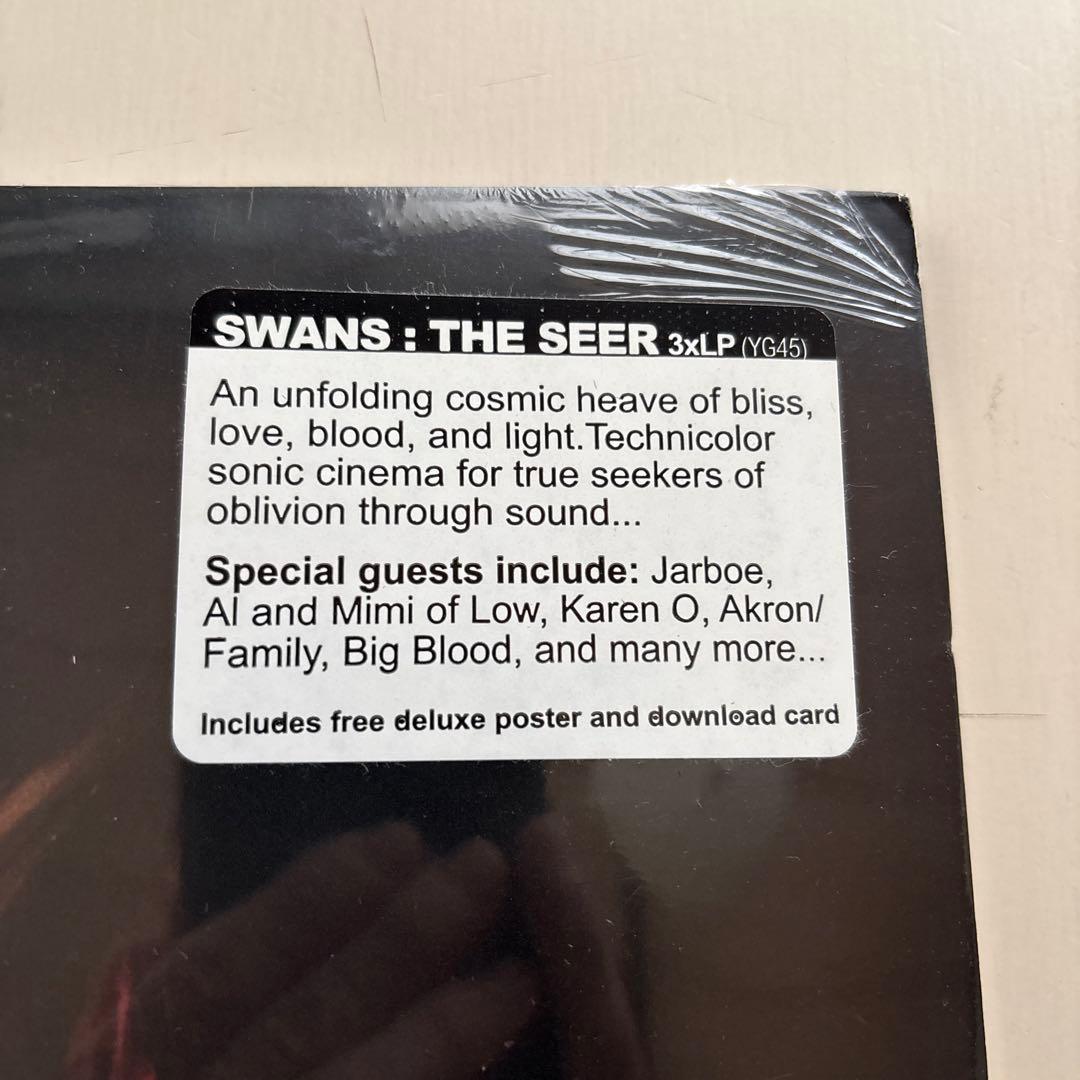 SWANS : THE SEER 3xLP (YG45)
An unfolding cosmic heave of bliss,
love, blood, and light.Technicolor
sonic cinema for true seekers of
oblivion through sound...
Special guests include: Jarboe,
Al and Mimi of Low, Karen O, Akron/
Family, Big Blood, and many more...
Includes free deluxe poster and download card